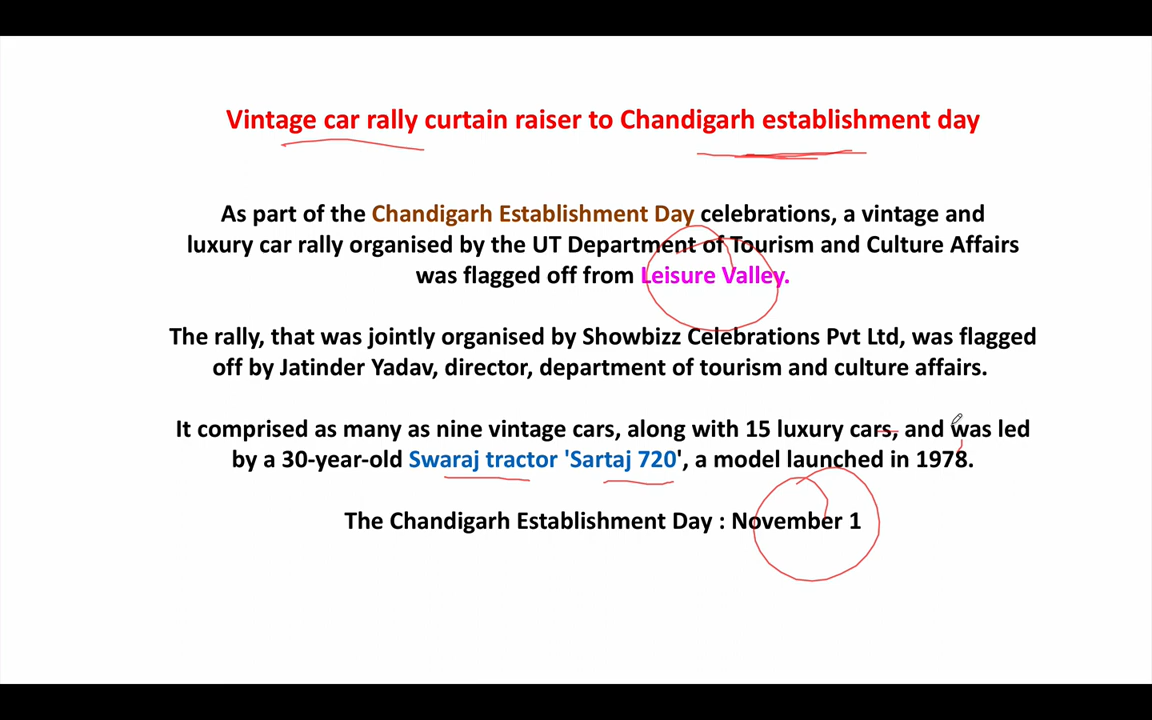 Vintage car rally curtain raiser to Chandigarh establishment day
As part of the Chandigarh Establishment Day celebrations, a vintage and
luxury car rally organised by the UT Department of Tourism and Culture Affairs
was flagged off from Leisure Valley.
The rally, that was jointly organised by Showbizz Celebrations Pvt Ltd, was flagged
off by Jatinder Yadav, director, department of tourism and culture affairs.
It comprised as many as nine vintage cars, along with 15 luxury cars, and was led
by a 30-year-old Swaraj tractor 'Sartaj 720', a model launched in 1978.
The Chandigarh Establishment Day : November 1